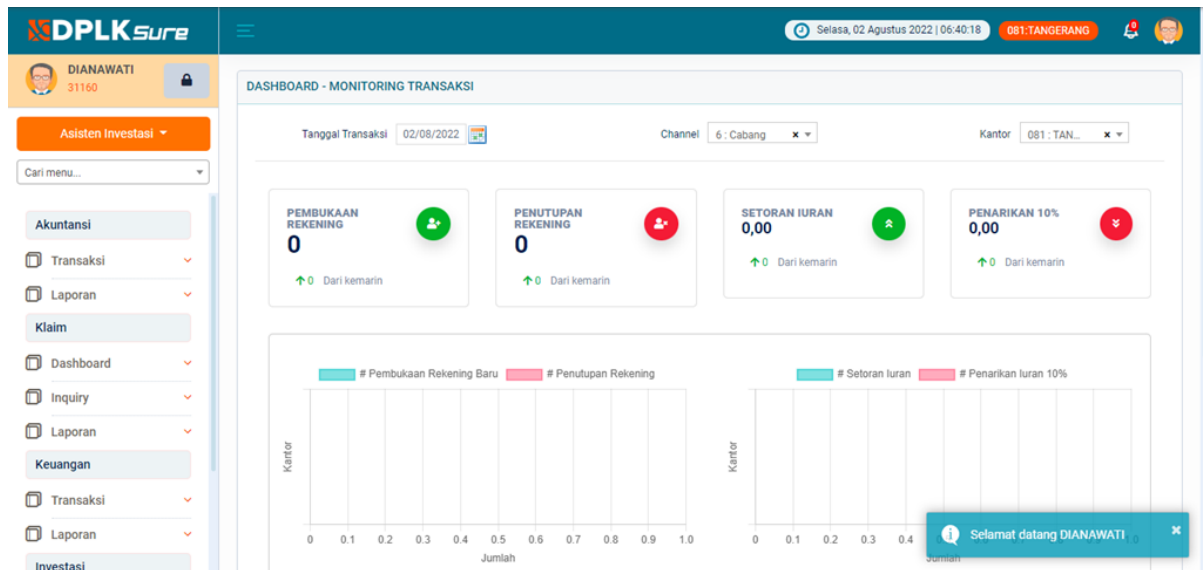 DPLK Sure
Selasa, 02 Agustus 2022 | 06:40:18
081:TANGERANG
DIANAWATI
31160
Asisten Investasi
Cari menu...
Akuntansi
Transaksi
Laporan
Klaim
Dashboard
Inquiry
Laporan
Keuangan
Transaksi
Laporan
Investasi
DASHBOARD - MONITORING TRANSAKSI
Tanggal Transaksi 02/08/2022
Channel 6 : Cabang x
Kantor 081 : TAN... x
PEMBUKAAN
REKENING
0
0 Dari kemarin
PENUTUPAN
REKENING
0
0 Dari kemarin
SETORAN IURAN
0,00
0 Dari kemarin
PENARIKAN 10%
0,00
0 Dari kemarin
# Pembukaan Rekening Baru # Penutupan Rekening
Kantor
0 0.1 0.2 0.3 0.4 0.5 0.6 0.7 0.8 0.9 1.0
Jumlah
# Setoran Iuran # Penarikan Iuran 10%
Kantor
0 0.1 0.2 0.3 0.4
Jumlah
Selamat datang DIANAWATI